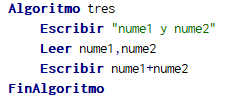 Algoritmo tres
Escribir "nume1 y nume2"
Leer nume1,nume2
Escribir nume1+nume2
FinAlgoritmo